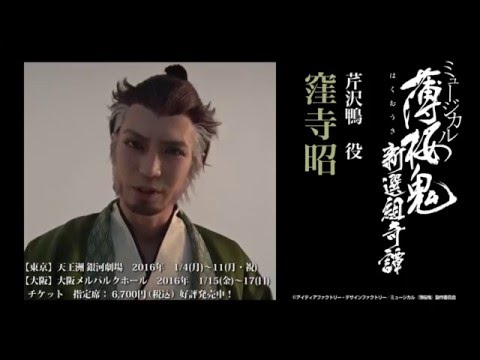 ミュージカル
薄桜鬼
はくおうき
新選組奇譚
芹沢鴨 役
窪寺昭
【東京】天王洲 銀河劇場 2016年 1/4(月)~11(月・祝)
【大阪】大阪メルパルクホール 2016年 1/15(金)~17(日)
チケット 指定席:6,700円(税込) 好評発売中!
©アイディアファクトリー・デザインファクトリー/ミュージカル『薄桜鬼』製作委員会